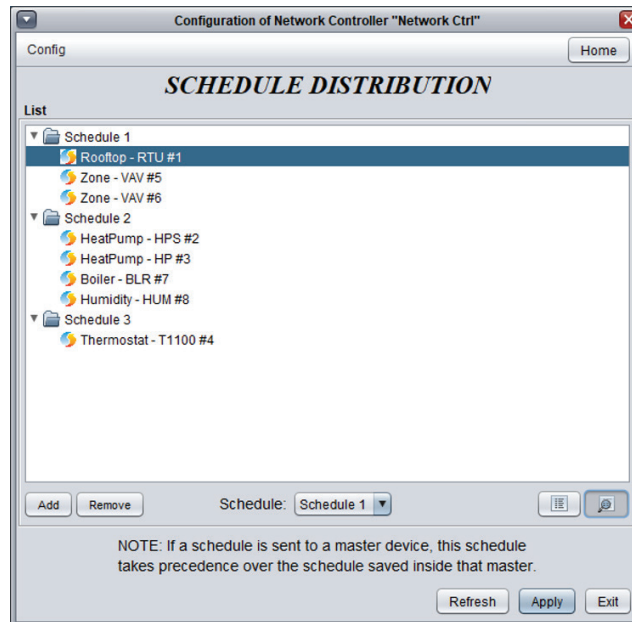 Configuration of Network Controller "Network Ctrl"
Config
Home
SCHEDULE DISTRIBUTION
List
Schedule 1
Rooftop - RTU #1
Zone - VAV #5
Zone - VAV #6
Schedule 2
HeatPump - HPS #2
HeatPump - HP #3
Boiler - BLR #7
Humidity - HUM #8
Schedule 3
Thermostat - T1100 #4
Add Remove Schedule: Schedule 1
NOTE: If a schedule is sent to a master device, this schedule
takes precedence over the schedule saved inside that master.
Refresh Apply Exit